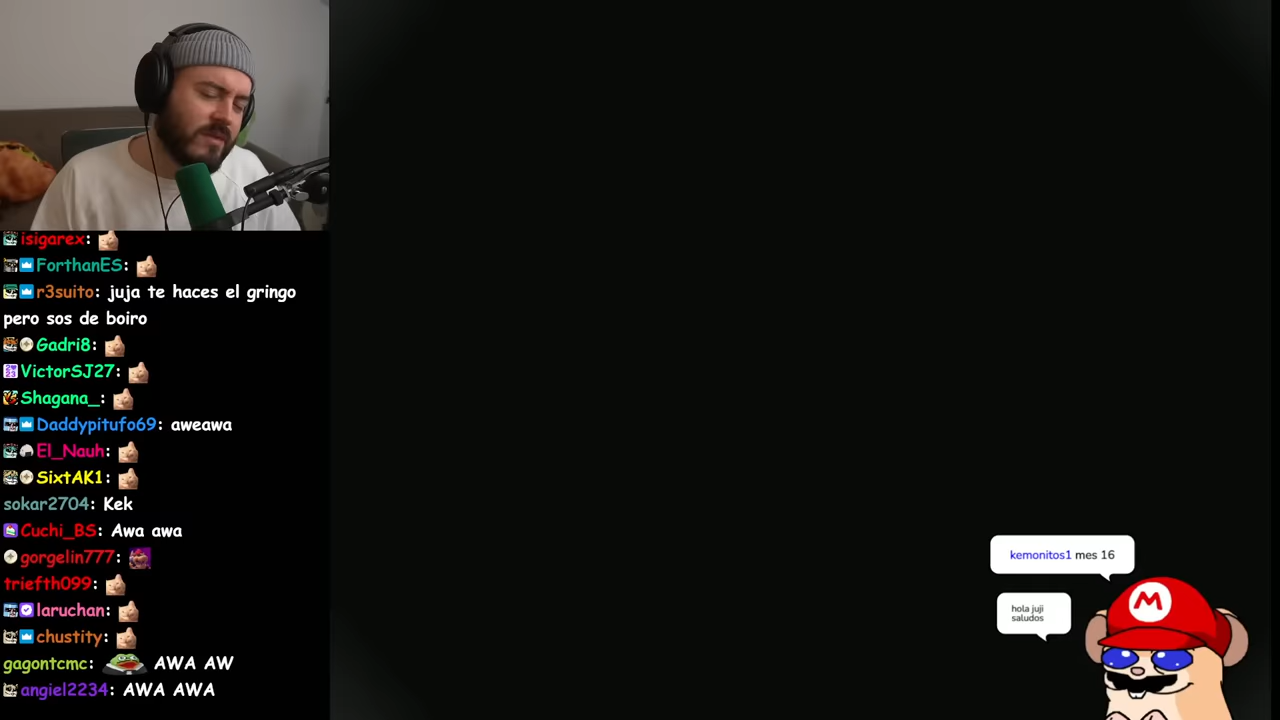 isigarex:
ForthanES:
r3suito: juja te haces el gringo
pero sos de boiro
Gadri8:
VictorSJ27:
Shagana_:
Daddypitufo69: aweawa
El_Nauh:
SixtAK1:
sokar2704: Kek
Cuchi_BS: Awa awa
gorgelin777:
triefth099:
laruchan:
chustity:
gagontcmc: AWA AW
angiel2234: AWA AWA
kemonitos1 mes 16
hola juji
saludos
M